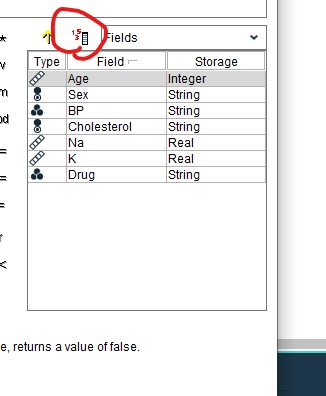 *
Fields
Type Field Storage
Age Integer
Sex String
BP String
Cholesterol String
Na Real
K Real
Drug String
m
=
=
=
<
e, returns a value of false.